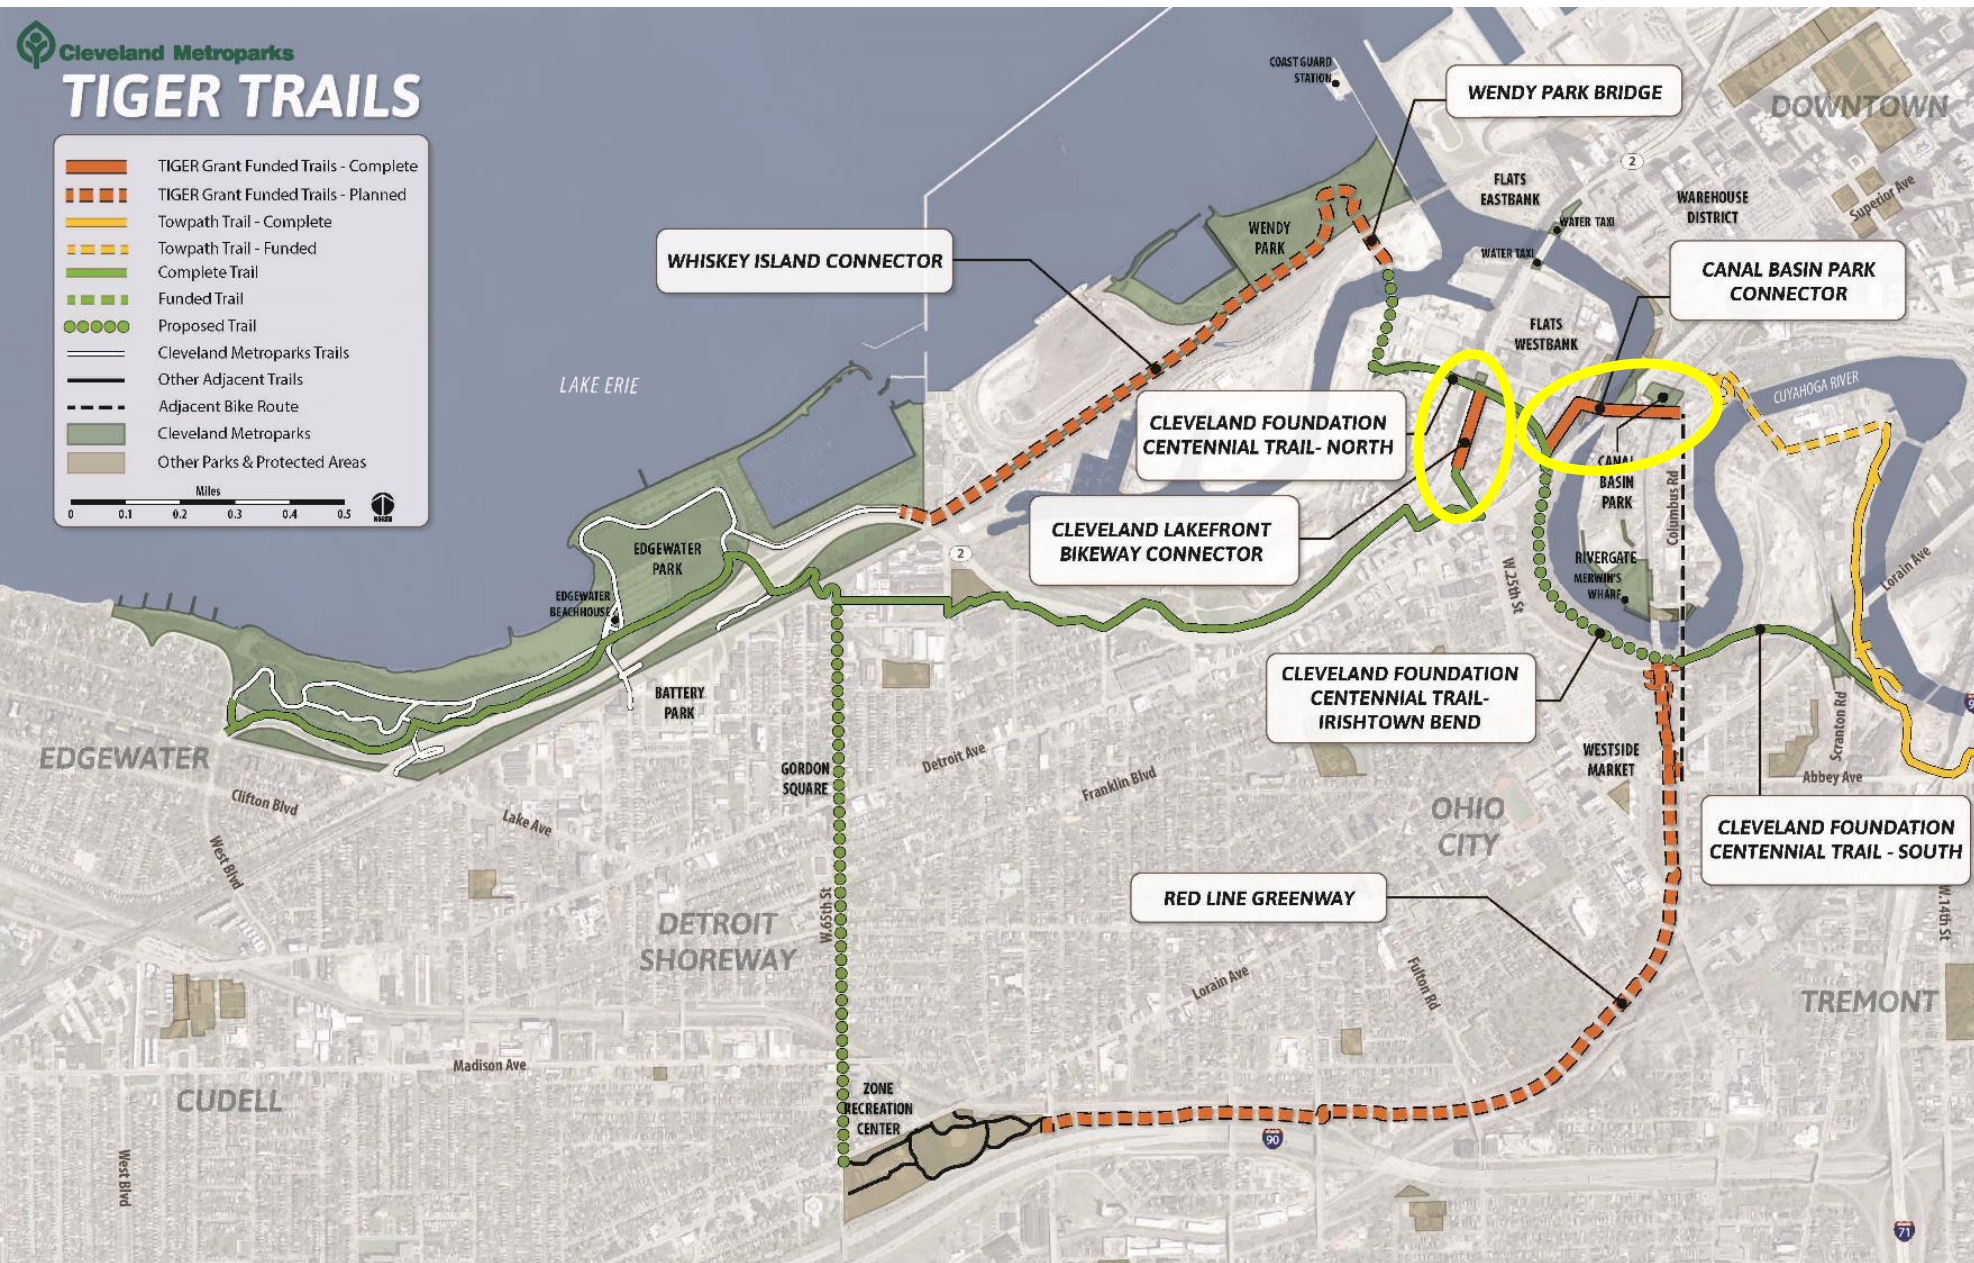 Cleveland Metroparks
TIGER TRAILS
TIGER Grant Funded Trails - Complete
TIGER Grant Funded Trails - Planned
Towpath Trail - Complete
Towpath Trail - Funded
Complete Trail
Funded Trail
Proposed Trail
Cleveland Metroparks Trails
Other Adjacent Trails
Adjacent Bike Route
Cleveland Metroparks
Other Parks & Protected Areas
Miles
0 0.1 0.2 0.3 0.4 0.5
NORTH
COAST GUARD
STATION
WENDY PARK BRIDGE
DOWNTOWN
2
FLATS
EASTBANK
WAREHOUSE
DISTRICT
Superior Ave
WATER TAXI
WENDY
PARK
WATER TAXI
WHISKEY ISLAND CONNECTOR
CANAL BASIN PARK
CONNECTOR
FLATS
WESTBANK
LAKE ERIE
CUYAHOGA RIVER
CLEVELAND FOUNDATION
CENTENNIAL TRAIL- NORTH
CANAL
BASIN
PARK
Columbus Rd
CLEVELAND LAKEFRONT
BIKEWAY CONNECTOR
2
EDGEWATER
PARK
W.25th St
RIVERGATE
MERWIN'S
WHARF
Lorain Ave
EDGEWATER
BEACHHOUSE
CLEVELAND FOUNDATION
CENTENNIAL TRAIL-
IRISHTOWN BEND
BATTERY
PARK
Scranton Rd
EDGEWATER
WESTSIDE
MARKET
Abbey Ave
GORDON
SQUARE
Detroit Ave
Franklin Blvd
Clifton Blvd
Lake Ave
West Blvd
OHIO
CITY
CLEVELAND FOUNDATION
CENTENNIAL TRAIL - SOUTH
RED LINE GREENWAY
W.65th St
W.14th St
DETROIT
SHOREWAY
Lorain Ave
Fulton Rd
TREMONT
Madison Ave
CUDELL
ZONE
RECREATION
CENTER
90
West Blvd
71